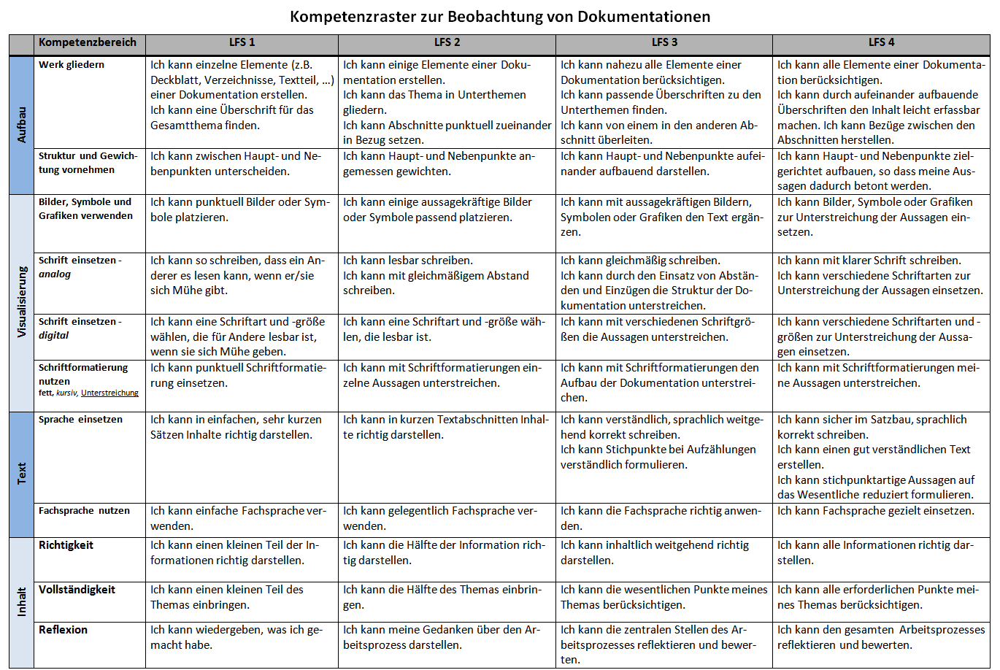 Kompetenzraster zur Beobachtung von Dokumentationen
Kompetenzbereich
LFS 1
LFS 2
LFS 3
LFS 4
Aufbau
Werk gliedern
Ich kann einzelne Elemente (z.B.
Deckblatt, Verzeichnisse, Textteil, ...)
einer Dokumentation erstellen.
Ich kann eine Überschrift für das
Gesamtthema finden.
Ich kann einige Elemente einer Doku-
mentation erstellen.
Ich kann das Thema in Unterthemen
gliedern.
Ich kann Abschnitte punktuell zueinander
in Bezug setzen.
Ich kann nahezu alle Elemente einer
Dokumentation berücksichtigen.
Ich kann passende Überschriften zu den
Unterthemen finden.
Ich kann von einem in den anderen Ab-
schnitt überleiten.
Ich kann alle Elemente einer Dokumenta-
tion berücksichtigen.
Ich kann durch aufeinander aufbauende
Überschriften den Inhalt leicht erfassbar
machen. Ich kann Bezüge zwischen den
Abschnitten herstellen.
Struktur und Gewich-
tung vornehmen
Ich kann zwischen Haupt- und Ne-
benpunkten unterscheiden.
Ich kann Haupt- und Nebenpunkte an-
gemessen gewichten.
Ich kann Haupt- und Nebenpunkte aufei-
nander aufbauend darstellen.
Ich kann Haupt- und Nebenpunkte ziel-
gerichtet aufbauen, so dass meine Aus-
sagen dadurch betont werden.
Visualisierung
Bilder, Symbole und
Grafiken verwenden
Ich kann punktuell Bilder oder Sym-
bole platzieren.
Ich kann einige aussagekräftige Bilder
oder Symbole passend platzieren.
Ich kann mit aussagekräftigen Bildern,
Symbolen oder Grafiken den Text ergän-
zen.
Ich kann Bilder, Symbole oder Grafiken
zur Unterstreichung der Aussagen ein-
setzen.
Schrift einsetzen -
analog
Ich kann so schreiben, dass ein An-
derer es lesen kann, wenn er/sie
sich Mühe gibt.
Ich kann lesbar schreiben.
Ich kann mit gleichmäßigem Abstand
schreiben.
Ich kann gleichmäßig schreiben.
Ich kann durch den Einsatz von Abstän-
den und Einzügen die Struktur der Do-
kumentation unterstreichen.
Ich kann mit klarer Schrift schreiben.
Ich kann verschiedene Schriftarten zur
Unterstreichung der Aussagen einsetzen.
Schrift einsetzen -
digital
Ich kann eine Schriftart und -größe
wählen, die für Andere lesbar ist,
wenn sie sich Mühe geben.
Ich kann eine Schriftart und -größe wäh-
len, die lesbar ist.
Ich kann mit verschiedenen Schriftgrö-
ßen die Aussagen unterstreichen.
Ich kann verschiedene Schriftarten und -
größen zur Unterstreichung der Aussa-
gen einsetzen.
Schriftformatierung
nutzen
fett, kursiv, Unterstreichung
Ich kann punktuell Schriftformatie-
rung einsetzen.
Ich kann mit Schriftformatierungen ein-
zelne Aussagen unterstreichen.
Ich kann mit Schriftformatierungen den
Aufbau der Dokumentation unterstrei-
chen.
Ich kann mit Schriftformatierungen mei-
ne Aussagen unterstreichen.
Text
Sprache einsetzen
Ich kann in einfachen, sehr kurzen
Sätzen Inhalte richtig darstellen.
Ich kann in kurzen Textabschnitten Inhal-
te richtig darstellen.
Ich kann verständlich, sprachlich weitge-
hend korrekt schreiben.
Ich kann Stichpunkte bei Aufzählungen
verständlich formulieren.
Ich kann sicher im Satzbau, sprachlich
korrekt schreiben.
Ich kann einen gut verständlichen Text
erstellen.
Ich kann stichpunktartige Aussagen auf
das Wesentliche reduziert formulieren.
Fachsprache nutzen
Ich kann einfache Fachsprache ver-
wenden.
Ich kann gelegentlich Fachsprache ver-
wenden.
Ich kann die Fachsprache richtig anwen-
den.
Ich kann Fachsprache gezielt einsetzen.
Inhalt
Richtigkeit
Ich kann einen kleinen Teil der In-
formationen richtig darstellen.
Ich kann die Hälfte der Information rich-
tig darstellen.
Ich kann inhaltlich weitgehend richtig
darstellen.
Ich kann alle Informationen richtig dar-
stellen.
Vollständigkeit
Ich kann einen kleinen Teil des
Themas einbringen.
Ich kann die Hälfte des Themas einbrin-
gen.
Ich kann die wesentlichen Punkte meines
Themas berücksichtigen.
Ich kann alle erforderlichen Punkte mei-
nes Themas berücksichtigen.
Reflexion
Ich kann wiedergeben, was ich ge-
macht habe.
Ich kann meine Gedanken über den Ar-
beitsprozess darstellen.
Ich kann die zentralen Stellen des Ar-
beitsprozesses reflektieren und bewer-
ten.
Ich kann den gesamten Arbeitsprozesses
reflektieren und bewerten.